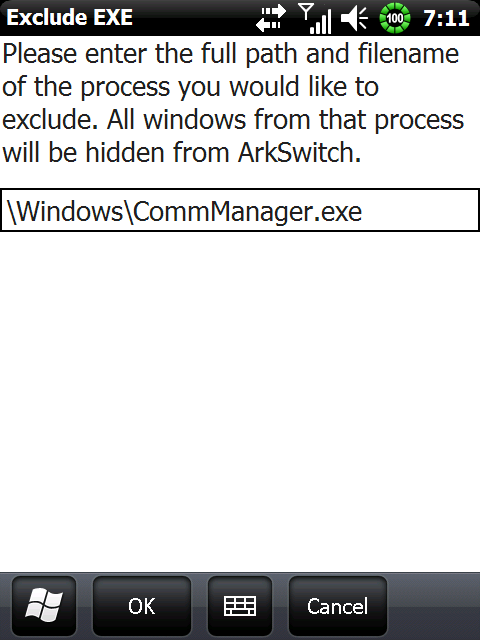 Exclude EXE 100 7:11
Please enter the full path and filename
of the process you would like to
exclude. All windows from that process
will be hidden from ArkSwitch.
\Windows\CommManager.exe
OK Cancel